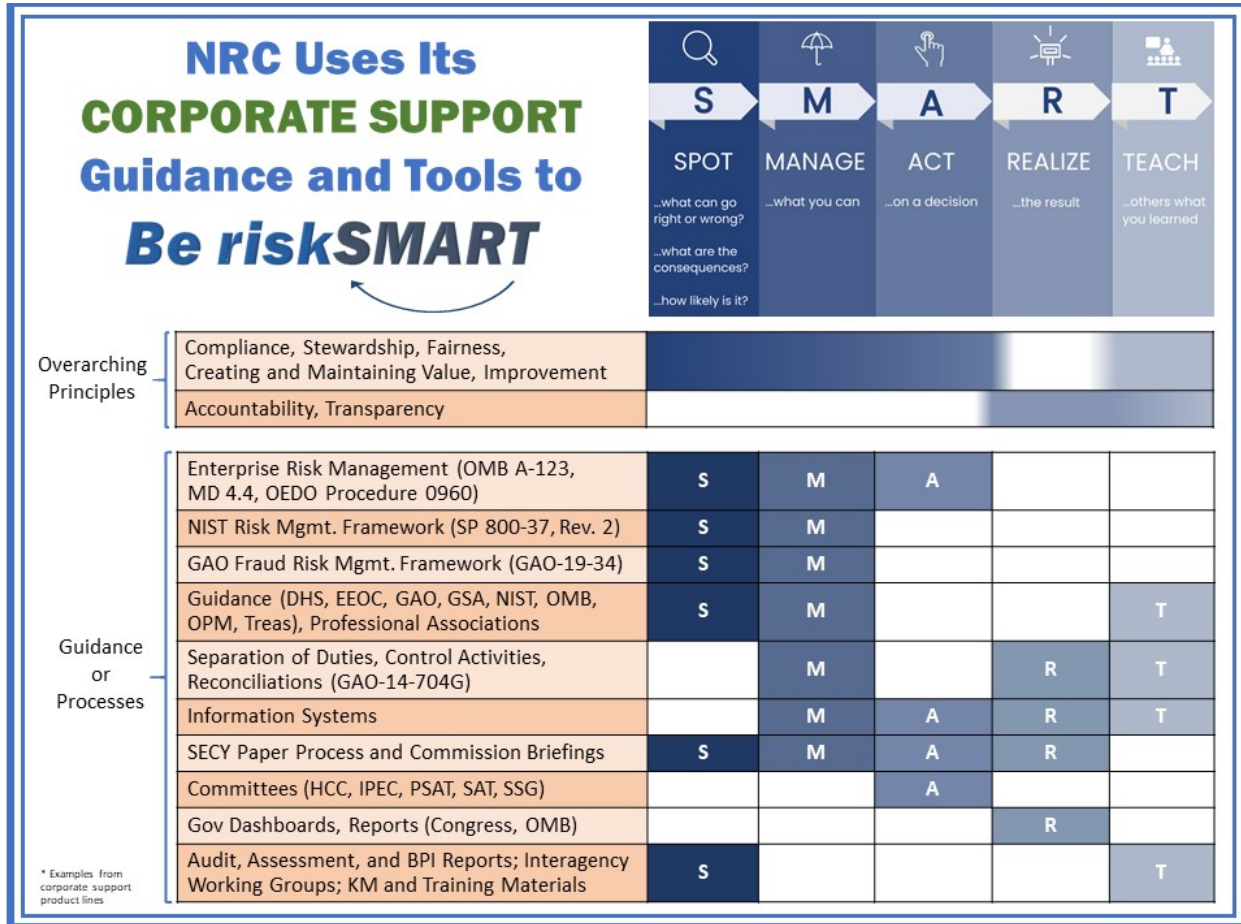 NRC Uses Its
CORPORATE SUPPORT
Guidance and Tools to
Be riskSMART
S
M
A
R
T
SPOT
MANAGE
ACT
REALIZE
TEACH
...what can go
right or wrong?
...what are the
consequences?
...how likely is it?
...what you can
...on a decision
...the result
...others what
you learned
Overarching
Principles
Compliance, Stewardship, Fairness,
Creating and Maintaining Value, Improvement
Accountability, Transparency
Guidance
or
Processes
Enterprise Risk Management (OMB A-123,
MD 4.4, OEDO Procedure 0960)
S M A
NIST Risk Mgmt. Framework (SP 800-37, Rev. 2)
S M
GAO Fraud Risk Mgmt. Framework (GAO-19-34)
S M
Guidance (DHS, EEOC, GAO, GSA, NIST, OMB,
OPM, Treas), Professional Associations
S M T
Separation of Duties, Control Activities,
Reconciliations (GAO-14-704G)
M R T
Information Systems
M A R T
SECY Paper Process and Commission Briefings
S M A R
Committees (HCC, IPEC, PSAT, SAT, SSG)
A
Gov Dashboards, Reports (Congress, OMB)
R
Audit, Assessment, and BPI Reports; Interagency
Working Groups; KM and Training Materials
S T
* Examples from
corporate support
product lines